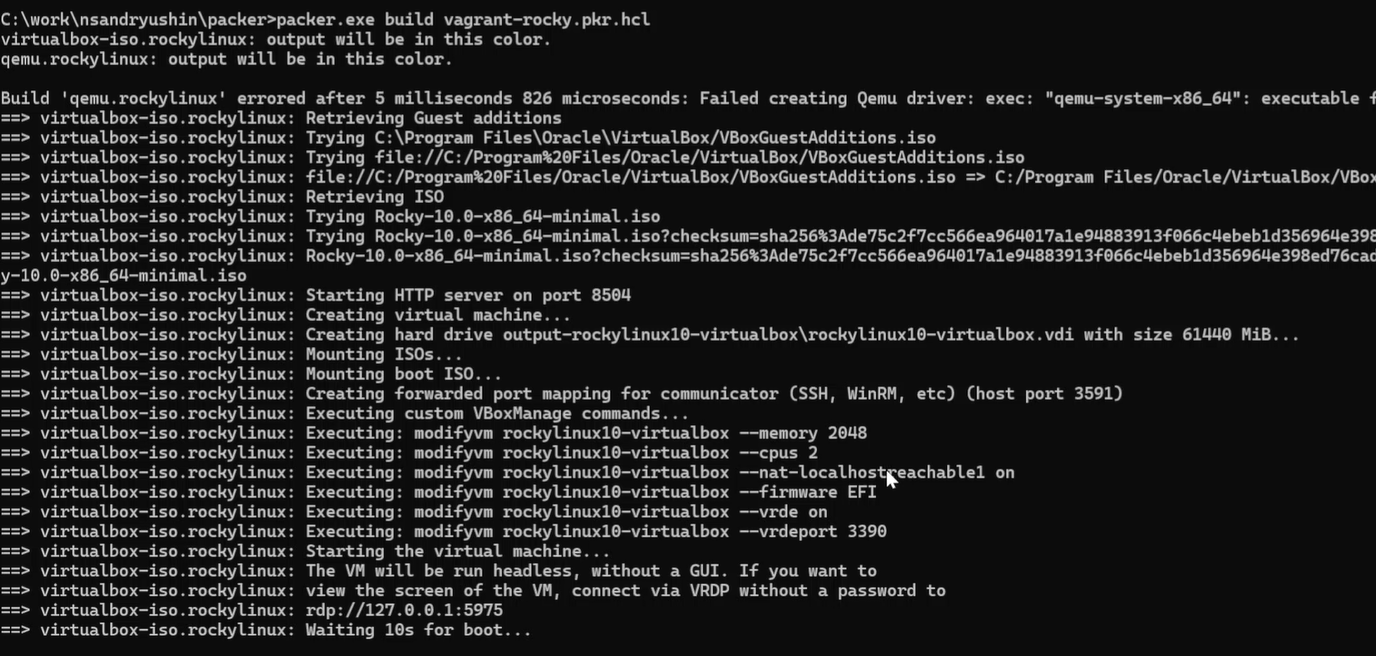 C:\work\nsandryushin\packer>packer.exe build vagrant-rocky.pkr.hcl
virtualbox-iso.rockylinux: output will be in this color.
qemu.rockylinux: output will be in this color.
Build 'qemu.rockylinux' errored after 5 milliseconds 826 microseconds: Failed creating Qemu driver: exec: "qemu-system-x86_64": executable f
==> virtualbox-iso.rockylinux: Retrieving Guest additions
==> virtualbox-iso.rockylinux: Trying C:\Program Files\Oracle\VirtualBox/VBoxGuestAdditions.iso
==> virtualbox-iso.rockylinux: Trying file://C:/Program%20Files/Oracle/VirtualBox/VBoxGuestAdditions.iso
==> virtualbox-iso.rockylinux: file://C:/Program%20Files/Oracle/VirtualBox/VBoxGuestAdditions.iso => C:/Program Files/Oracle/VirtualBox/VBox
==> virtualbox-iso.rockylinux: Retrieving ISO
==> virtualbox-iso.rockylinux: Trying Rocky-10.0-x86_64-minimal.iso
==> virtualbox-iso.rockylinux: Trying Rocky-10.0-x86_64-minimal.iso?checksum=sha256%3Ade75c2f7cc566ea964017a1e94883913f066c4ebeb1d356964e398
==> virtualbox-iso.rockylinux: Rocky-10.0-x86_64-minimal.iso?checksum=sha256%3Ade75c2f7cc566ea964017a1e94883913f066c4ebeb1d356964e398ed76cad
y-10.0-x86_64-minimal.iso
==> virtualbox-iso.rockylinux: Starting HTTP server on port 8504
==> virtualbox-iso.rockylinux: Creating virtual machine...
==> virtualbox-iso.rockylinux: Creating hard drive output-rockylinux10-virtualbox\rockylinux10-virtualbox.vdi with size 61440 MiB...
==> virtualbox-iso.rockylinux: Mounting ISOs...
==> virtualbox-iso.rockylinux: Mounting boot ISO...
==> virtualbox-iso.rockylinux: Creating forwarded port mapping for communicator (SSH, WinRM, etc) (host port 3591)
==> virtualbox-iso.rockylinux: Executing custom VBoxManage commands...
==> virtualbox-iso.rockylinux: Executing: modifyvm rockylinux10-virtualbox --memory 2048
==> virtualbox-iso.rockylinux: Executing: modifyvm rockylinux10-virtualbox --cpus 2
==> virtualbox-iso.rockylinux: Executing: modifyvm rockylinux10-virtualbox --nat-localhostreachable1 on
==> virtualbox-iso.rockylinux: Executing: modifyvm rockylinux10-virtualbox --firmware EFI
==> virtualbox-iso.rockylinux: Executing: modifyvm rockylinux10-virtualbox --vrde on
==> virtualbox-iso.rockylinux: Executing: modifyvm rockylinux10-virtualbox --vrdeport 3390
==> virtualbox-iso.rockylinux: Starting the virtual machine...
==> virtualbox-iso.rockylinux: The VM will be run headless, without a GUI. If you want to
==> virtualbox-iso.rockylinux: view the screen of the VM, connect via VRDP without a password to
==> virtualbox-iso.rockylinux: rdp://127.0.0.1:5975
==> virtualbox-iso.rockylinux: Waiting 10s for boot...